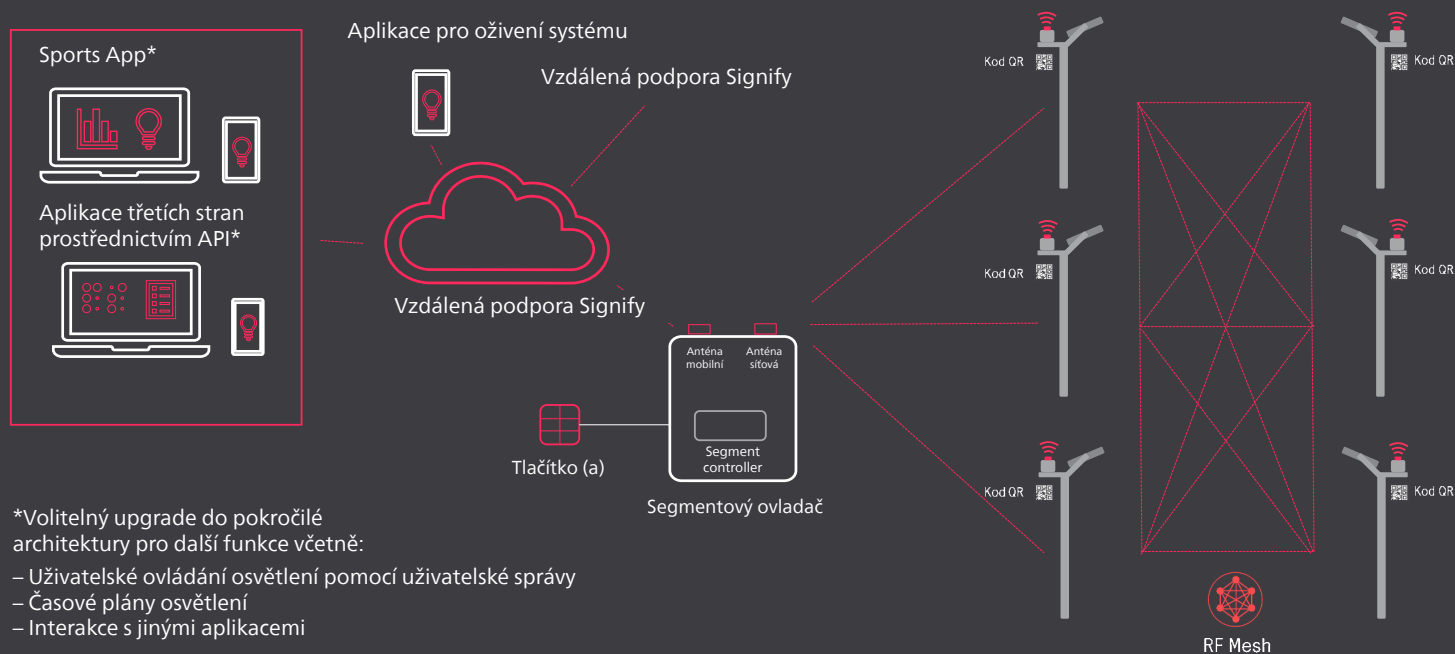 Sports App*
Aplikace třetích stran
prostřednictvím API*
Aplikace pro oživení systému
Vzdálená podpora Signify
Vzdálená podpora Signify
Anténa
mobilní
Anténa
síťová
Segment
controller
Segmentový ovladač
Tlačítko (a)
*Volitelný upgrade do pokročilé
architektury pro další funkce včetně:
– Uživatelské ovládání osvětlení pomocí uživatelské správy
– Časové plány osvětlení
– Interakce s jinými aplikacemi
Kod QR
Kod QR
Kod QR
Kod QR
Kod QR
Kod QR
RF Mesh